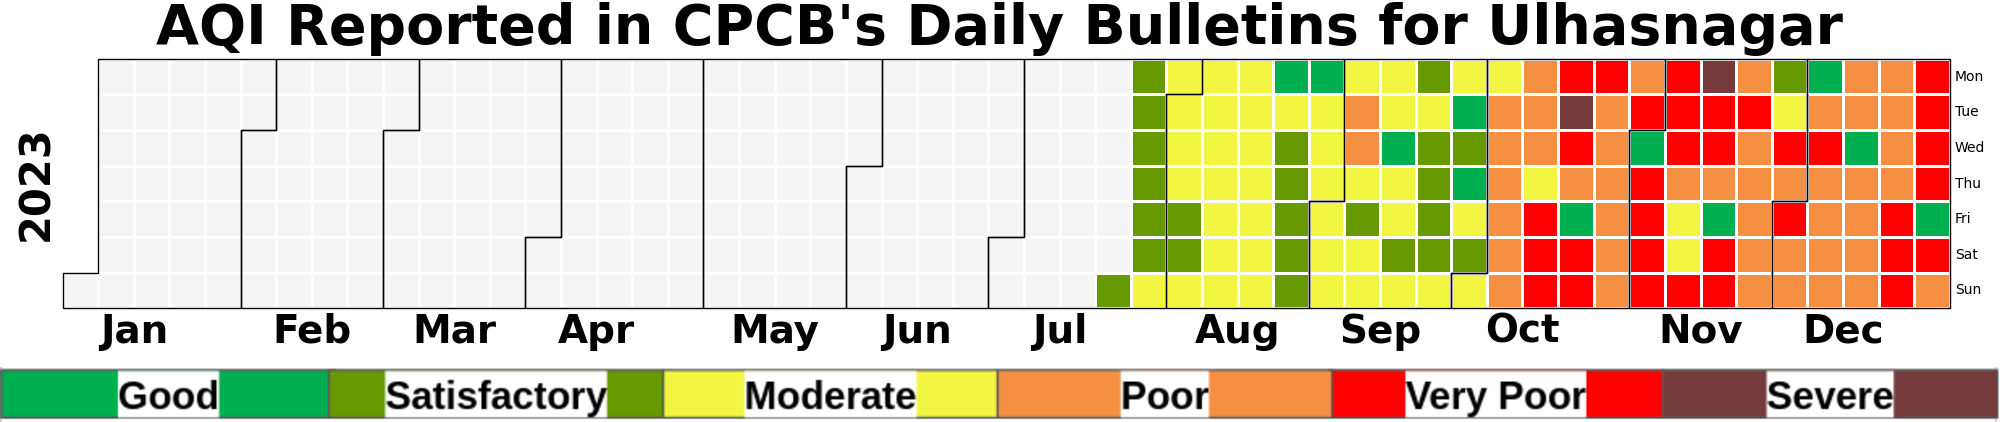 AQI Reported in CPCB's Daily Bulletins for Ulhasnagar
2023
Mon
Tue
Wed
Thu
Fri
Sat
Sun
Jan Feb Mar Apr May Jun Jul Aug Sep Oct Nov Dec
Good Satisfactory Moderate Poor Very Poor Severe